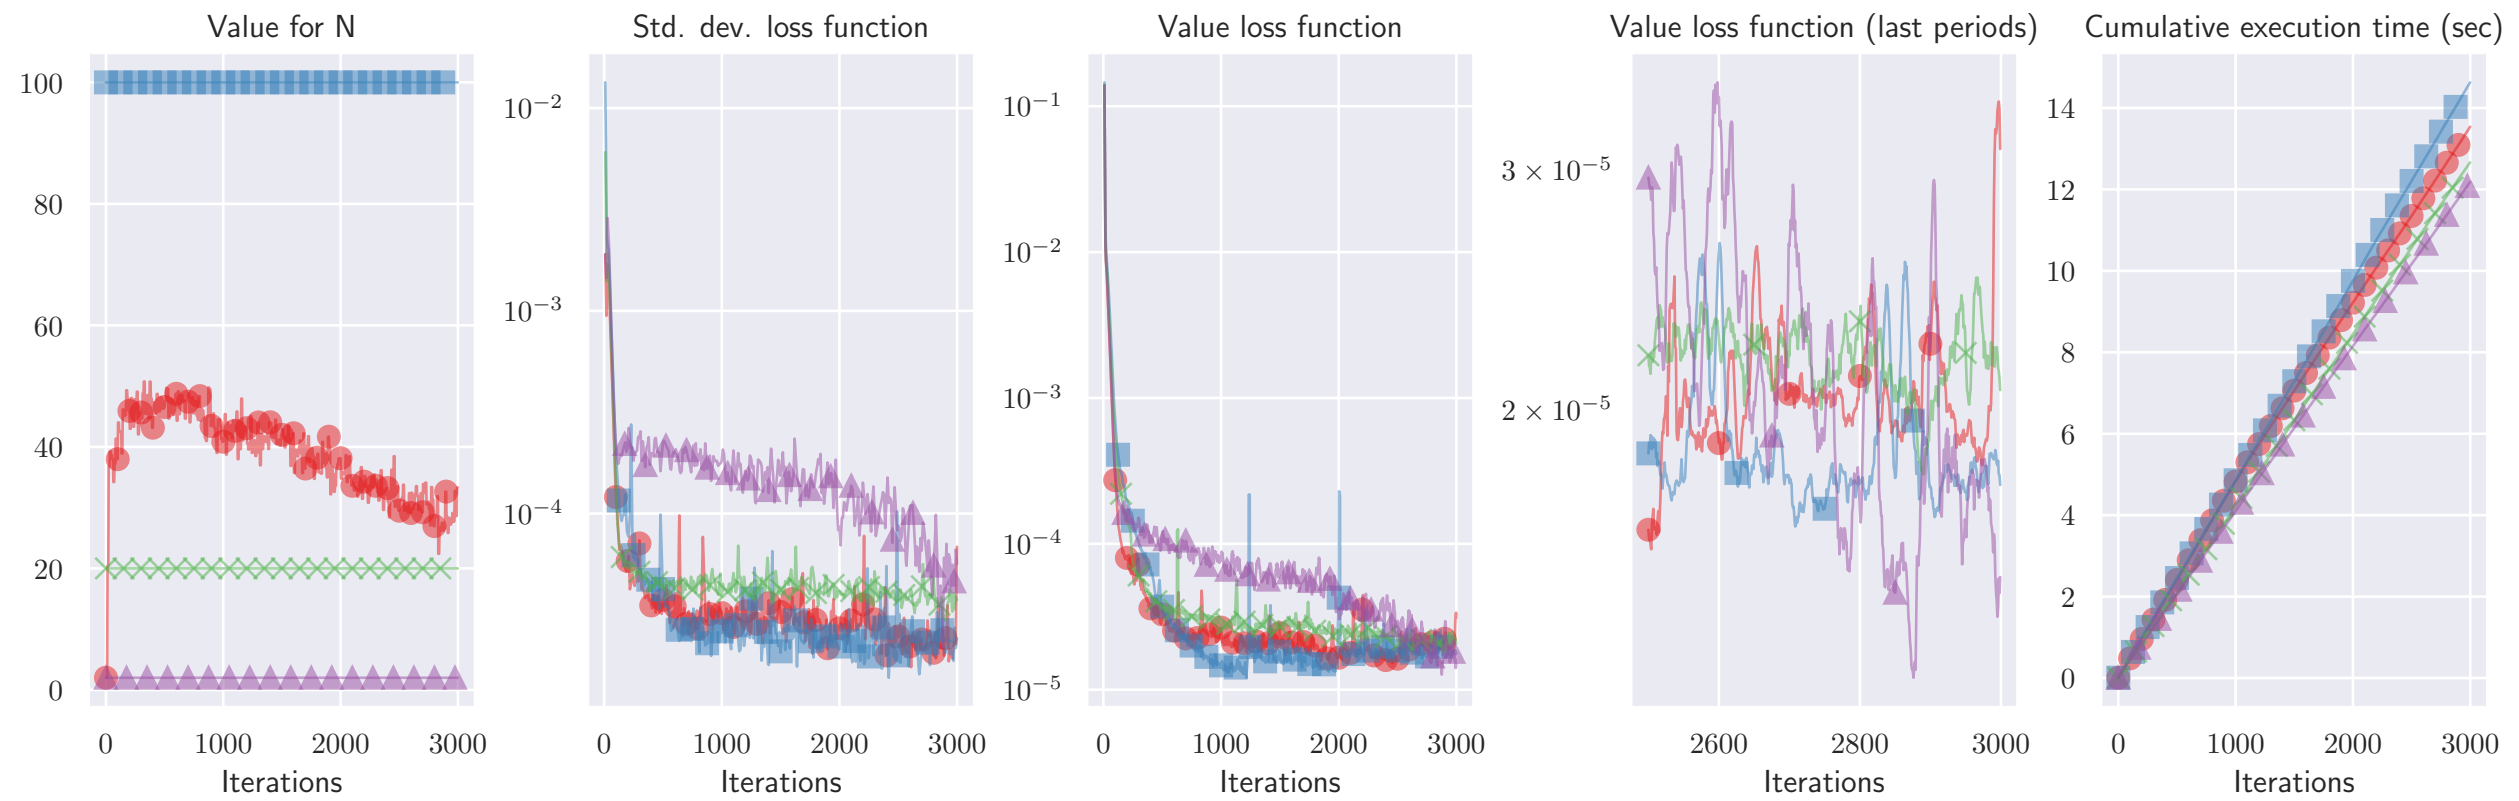 Value for N
100
80
60
40
20
0
0 1000 2000 3000
Iterations
Std. dev. loss function
10−2
10−3
10−4
0 1000 2000 3000
Iterations
Value loss function
10−1
10−2
10−3
10−4
10−5
0 1000 2000 3000
Iterations
Value loss function (last periods)
3 × 10−5
2 × 10−5
2600 2800 3000
Iterations
Cumulative execution time (sec)
14
12
10
8
6
4
2
0
0 1000 2000 3000
Iterations